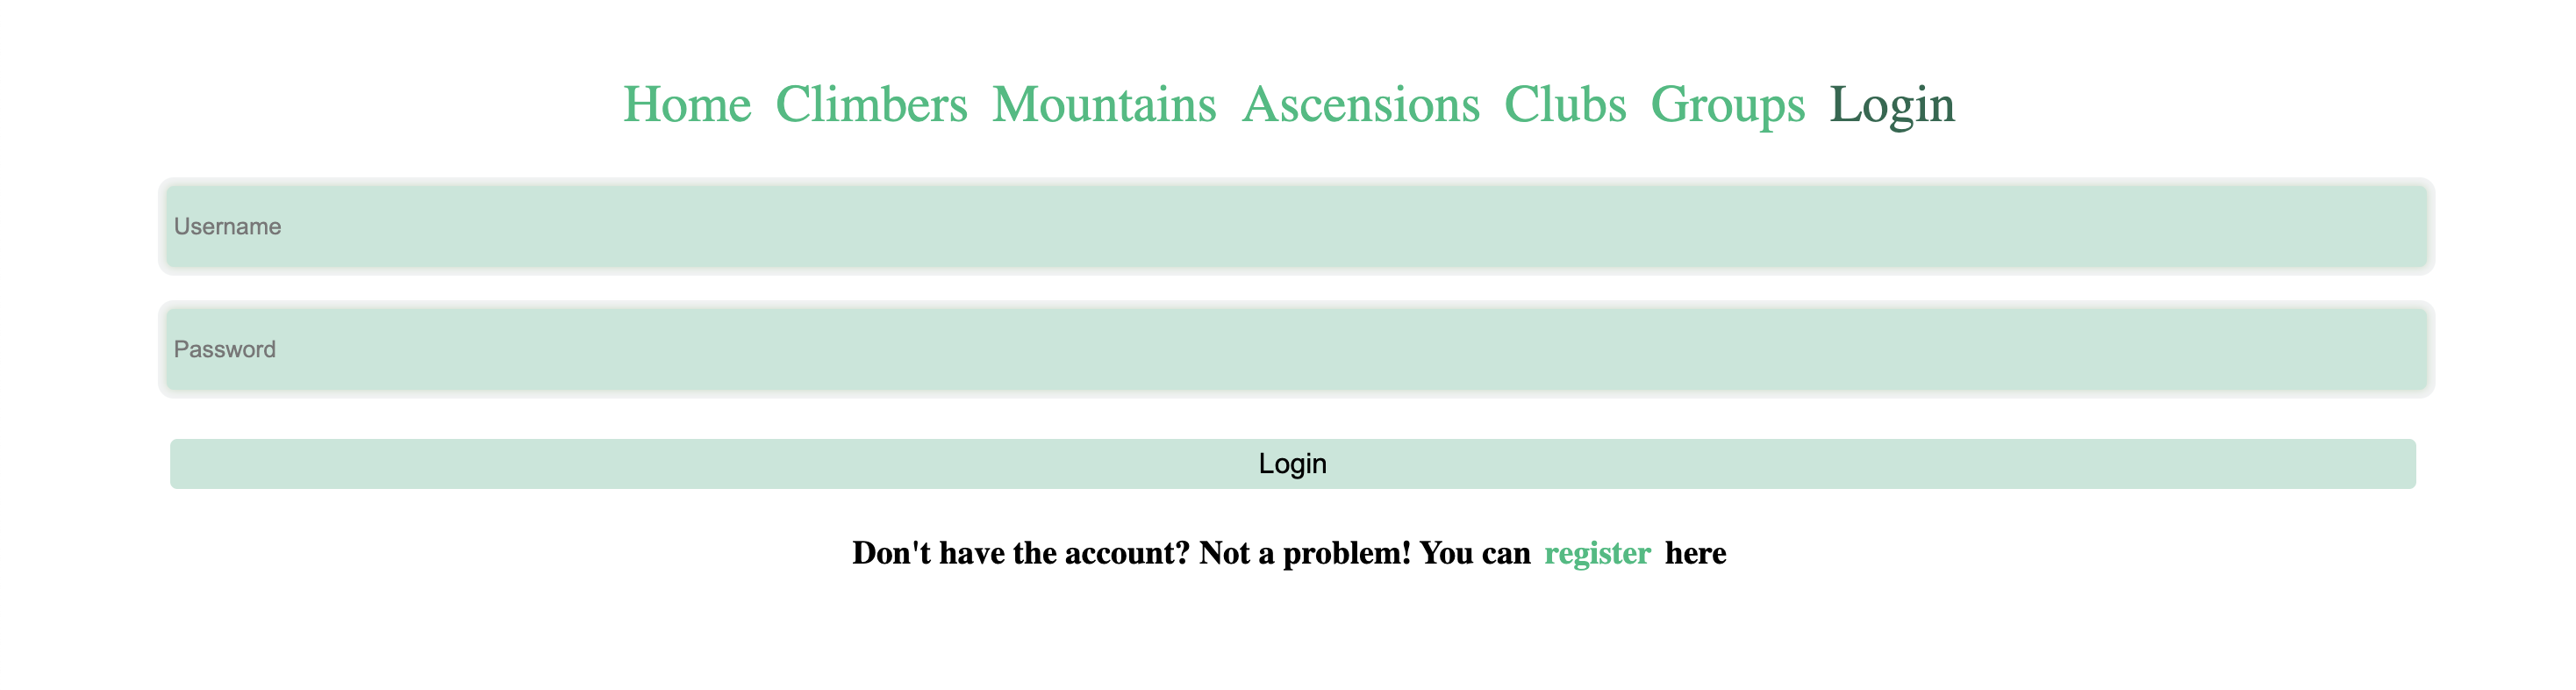 Home Climbers Mountains Ascensions Clubs Groups Login
Username
Password
Login
Don't have the account? Not a problem! You can register here